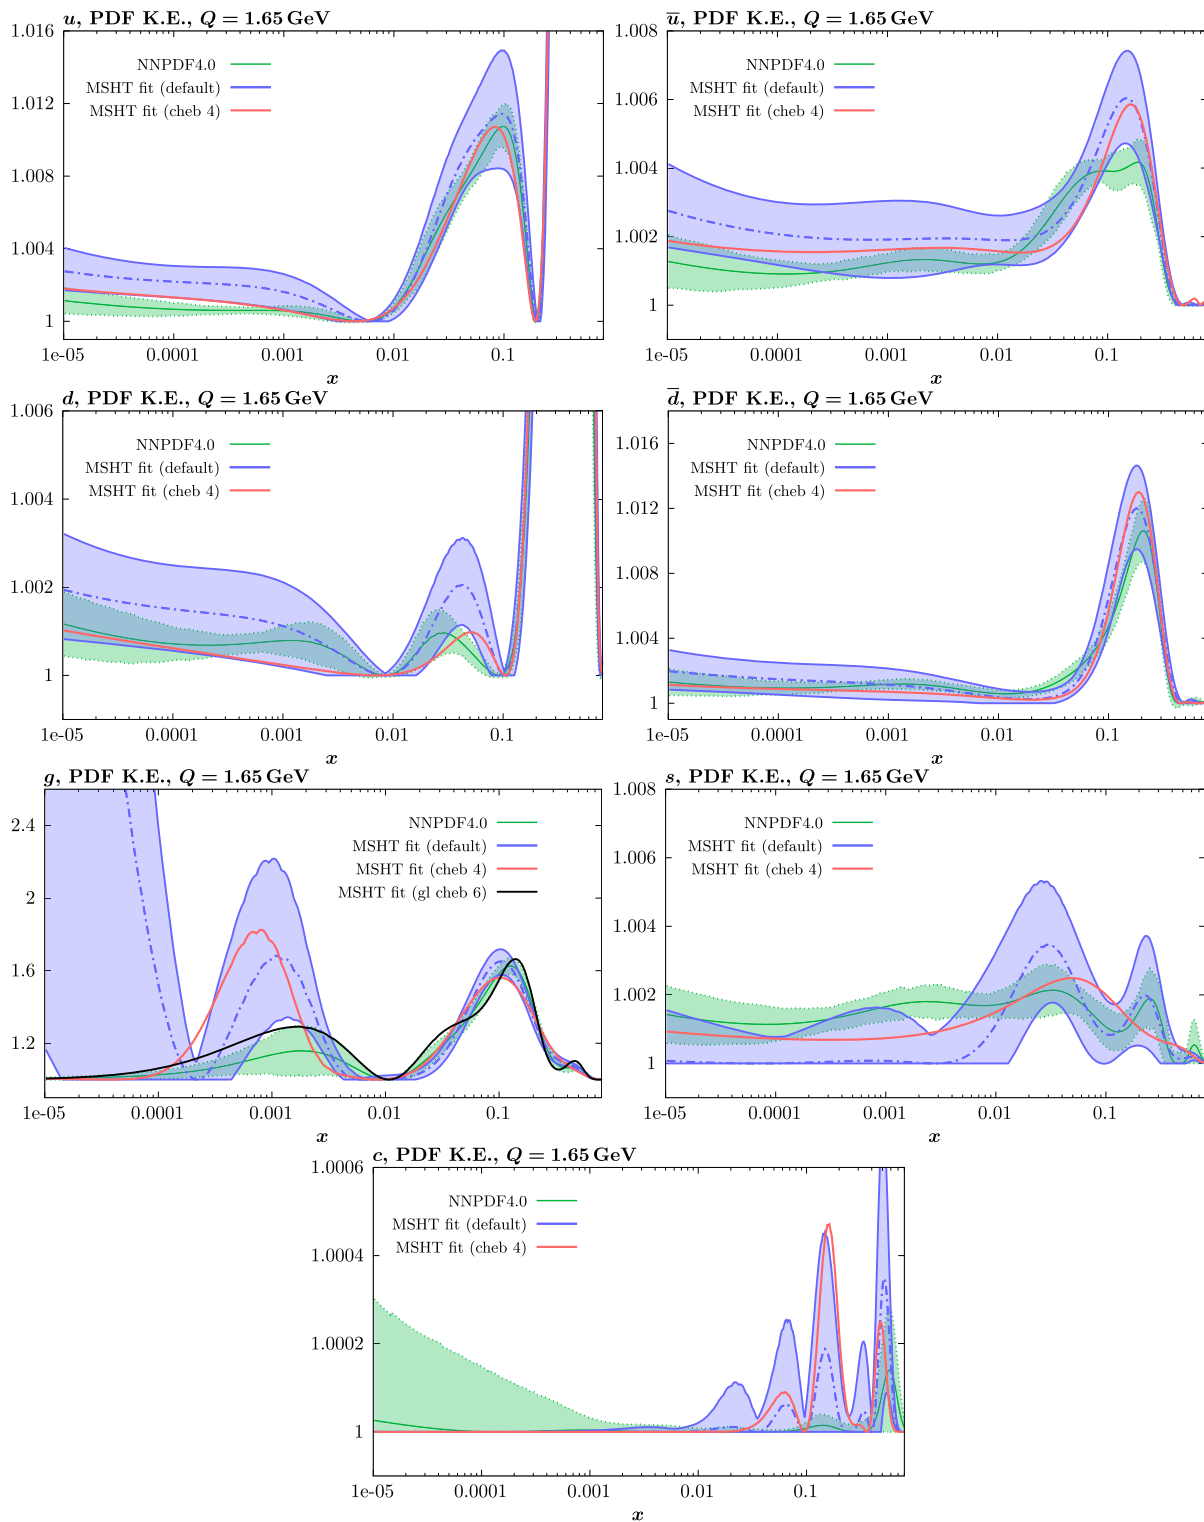 u, PDF K.E., Q = 1.65 GeV
1.016
1.012
1.008
1.004
1
NNPDF4.0
MSHT fit (default)
MSHT fit (cheb 4)
1e-05 0.0001 0.001 0.01 0.1
x
u̅, PDF K.E., Q = 1.65 GeV
1.008
1.006
1.004
1.002
1
NNPDF4.0
MSHT fit (default)
MSHT fit (cheb 4)
1e-05 0.0001 0.001 0.01 0.1
x
d, PDF K.E., Q = 1.65 GeV
1.006
1.004
1.002
1
NNPDF4.0
MSHT fit (default)
MSHT fit (cheb 4)
1e-05 0.0001 0.001 0.01 0.1
x
d̅, PDF K.E., Q = 1.65 GeV
1.016
1.012
1.008
1.004
1
NNPDF4.0
MSHT fit (default)
MSHT fit (cheb 4)
1e-05 0.0001 0.001 0.01 0.1
x
g, PDF K.E., Q = 1.65 GeV
2.4
2
1.6
1.2
NNPDF4.0
MSHT fit (default)
MSHT fit (cheb 4)
MSHT fit (gl cheb 6)
1e-05 0.0001 0.001 0.01 0.1
x
s, PDF K.E., Q = 1.65 GeV
1.008
1.006
1.004
1.002
1
NNPDF4.0
MSHT fit (default)
MSHT fit (cheb 4)
1e-05 0.0001 0.001 0.01 0.1
x
c, PDF K.E., Q = 1.65 GeV
1.0006
1.0004
1.0002
1
NNPDF4.0
MSHT fit (default)
MSHT fit (cheb 4)
1e-05 0.0001 0.001 0.01 0.1
x